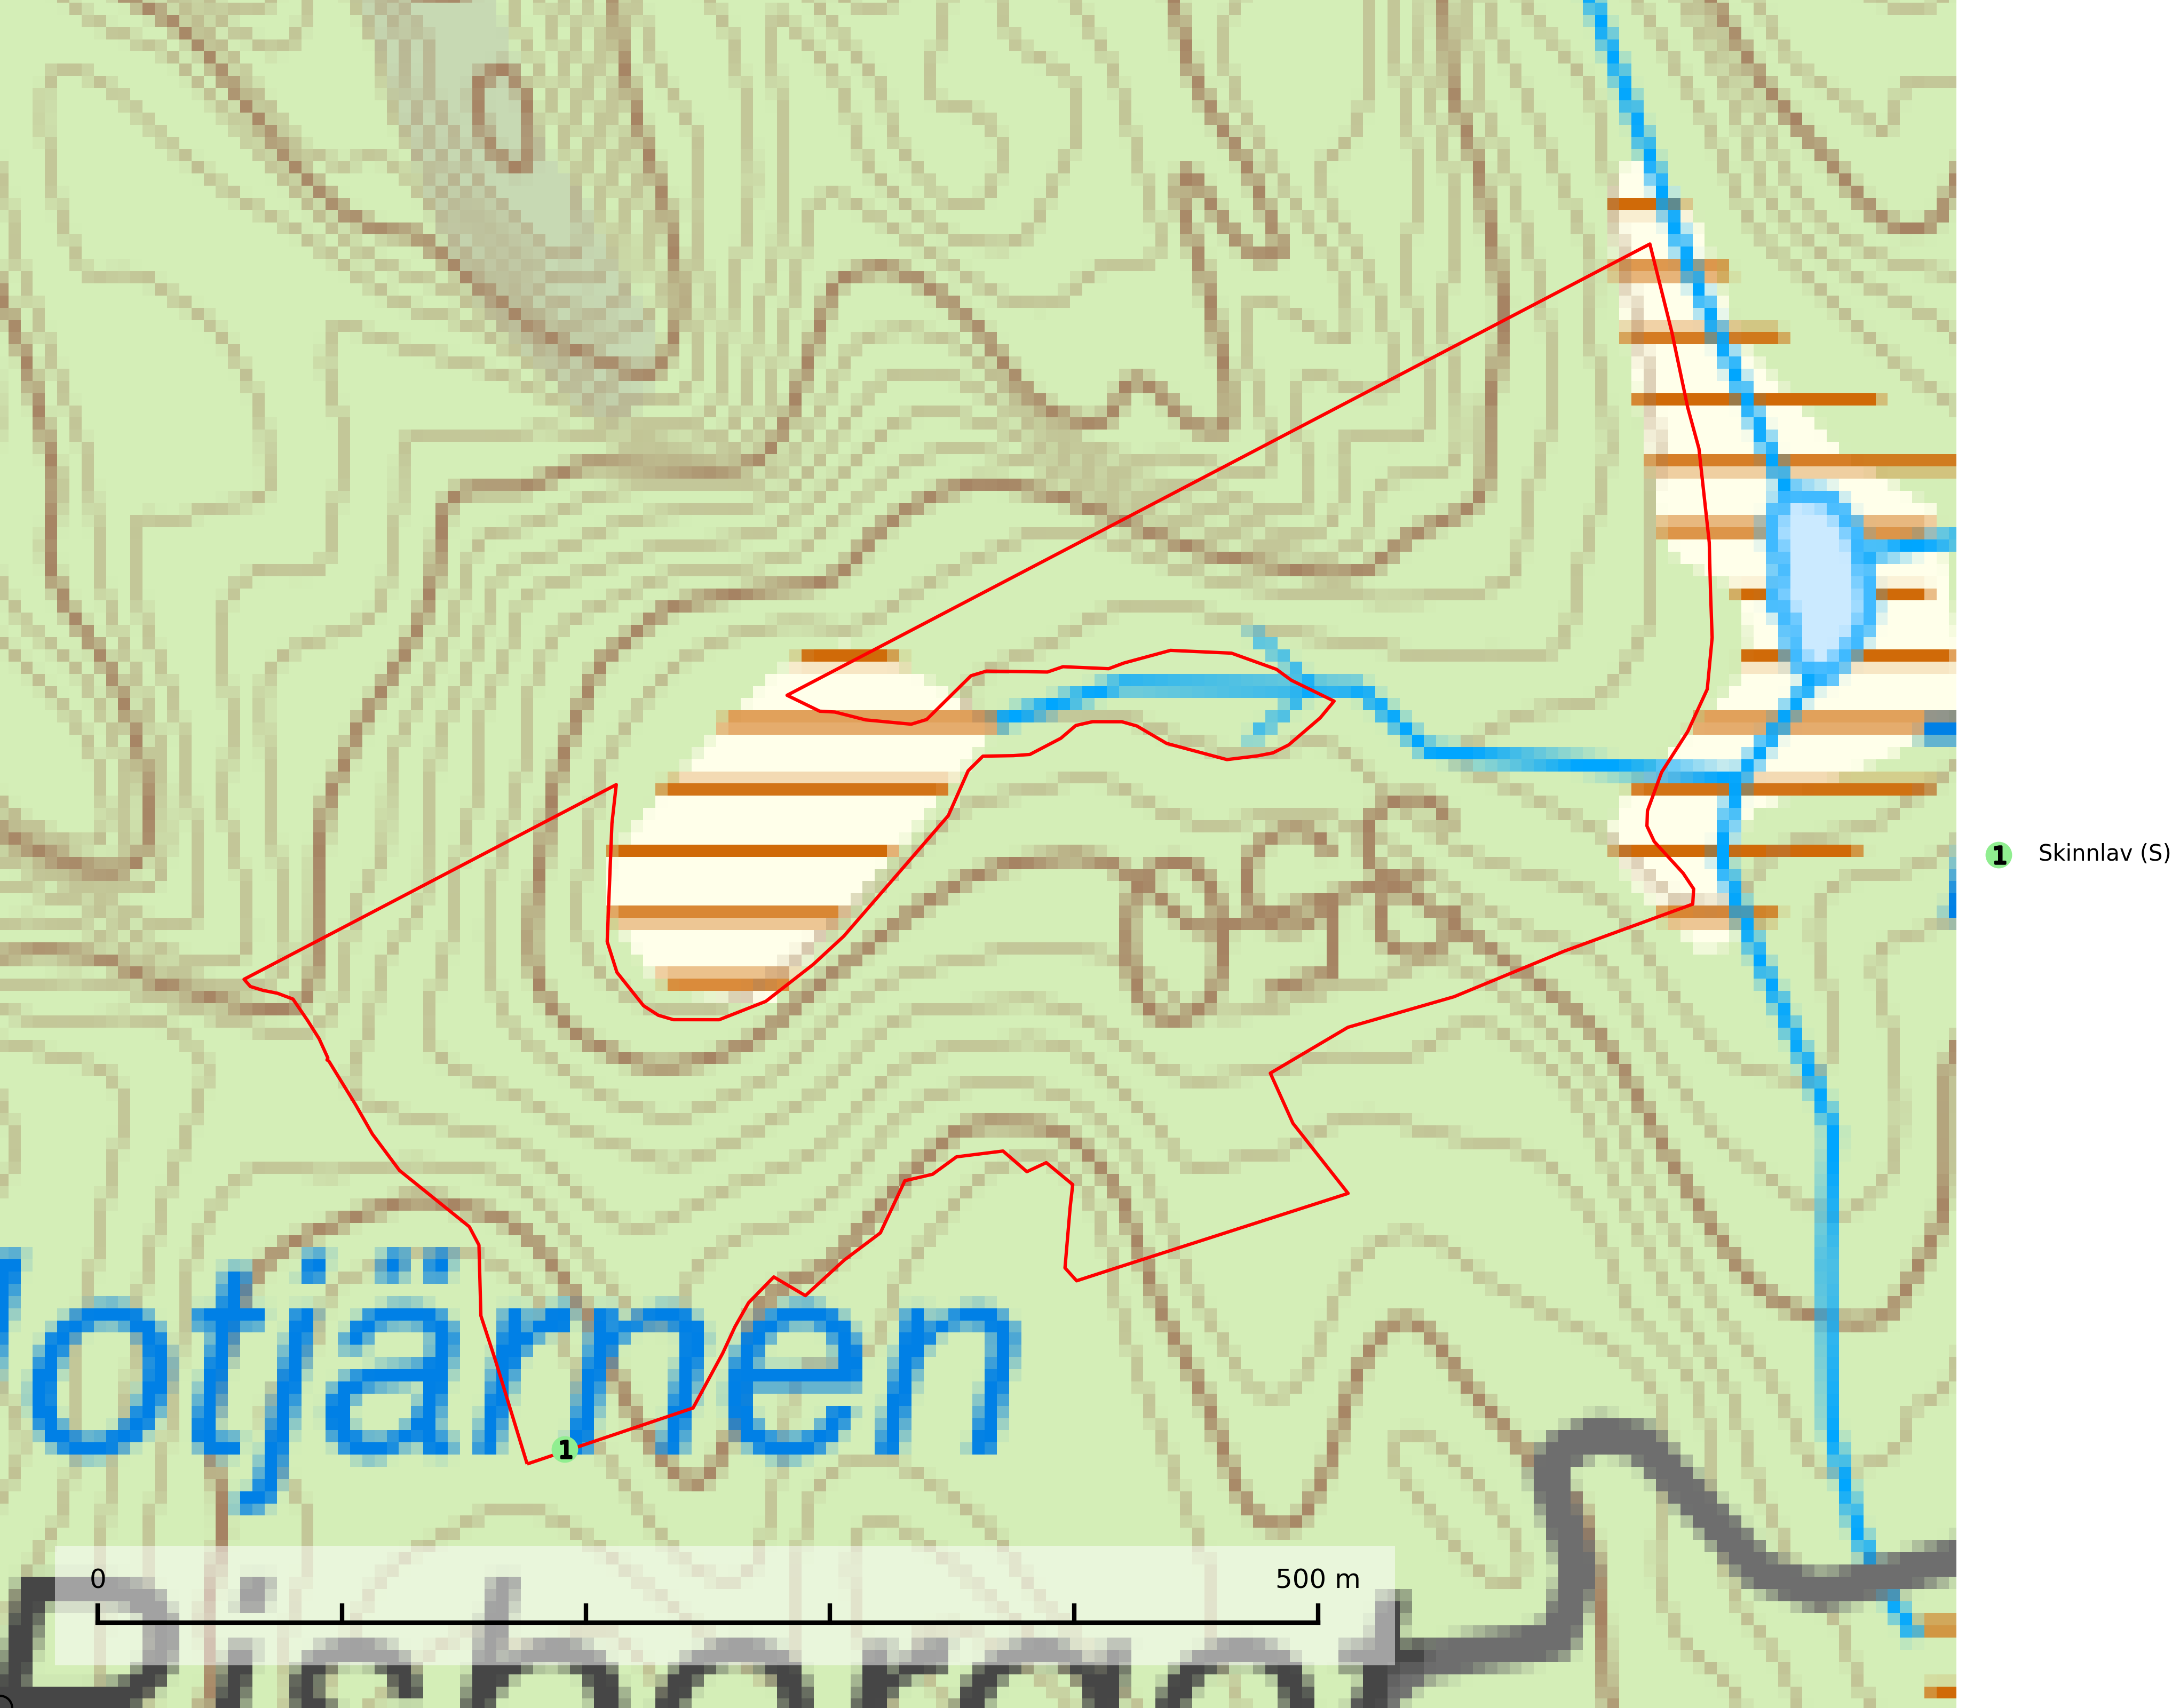 1 Skinnlav (S)
otjärnen
1
0 500 m